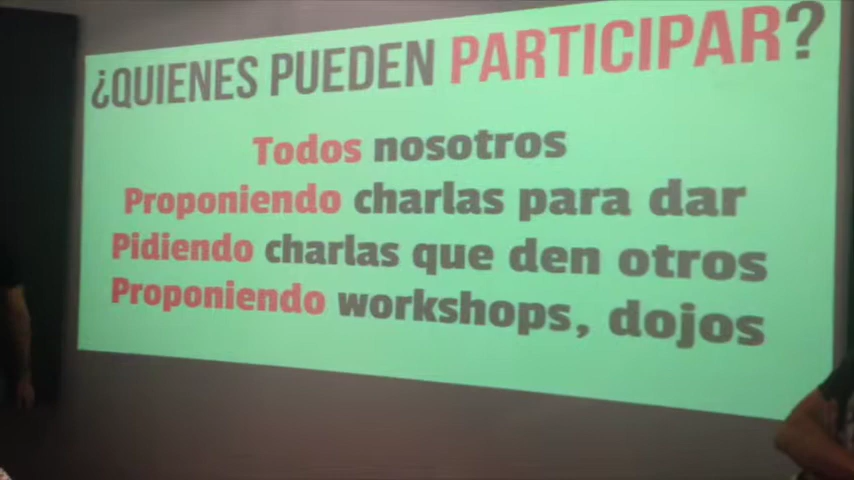 ¿QUIENES PUEDEN PARTICIPAR?
Todos nosotros
Proponiendo charlas para dar
Pidiendo charlas que den otros
Proponiendo workshops, dojos